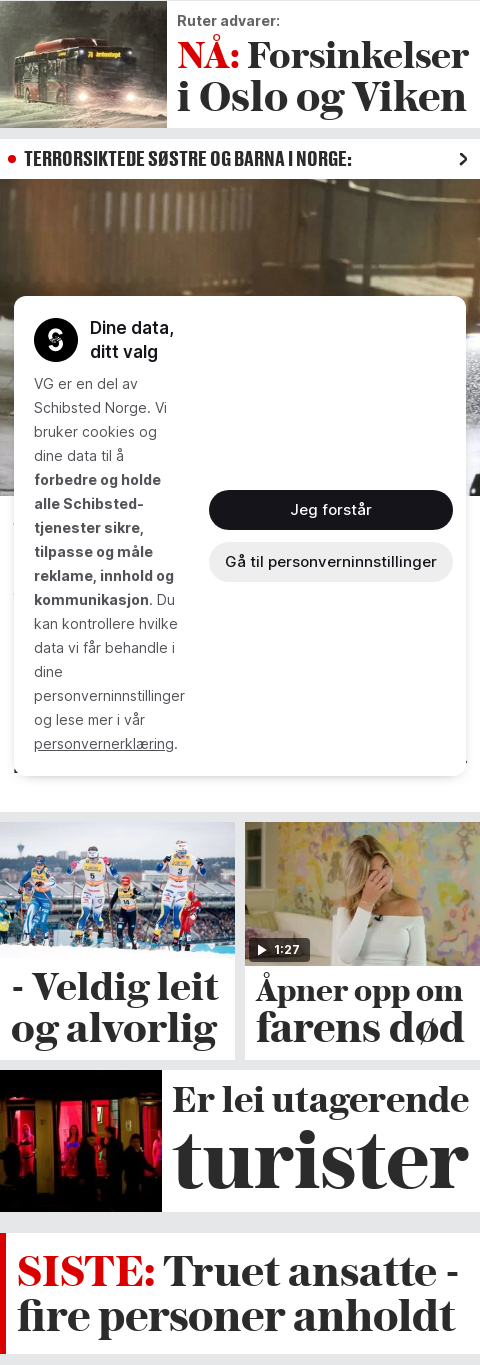 Ruter advarer:
NÅ: Forsinkelser
i Oslo og Viken
TERRORSIKTEDE SØSTRE OG BARNA I NORGE:
Dine data,
ditt valg
VG er en del av
Schibsted Norge. Vi
bruker cookies og
dine data til å
forbedre og holde
alle Schibsted-
tjenester sikre,
tilpasse og måle
reklame, innhold og
kommunikasjon. Du
kan kontrollere hvilke
data vi får behandle i
dine
personverninnstillinger
og lese mer i vår
personvernerklæring.
Jeg forstår
Gå til personverninnstillinger
1:27
- Veldig leit
og alvorlig
Åpner opp om
farens død
Er lei utagerende
turister
SISTE: Truet ansatte -
fire personer anholdt